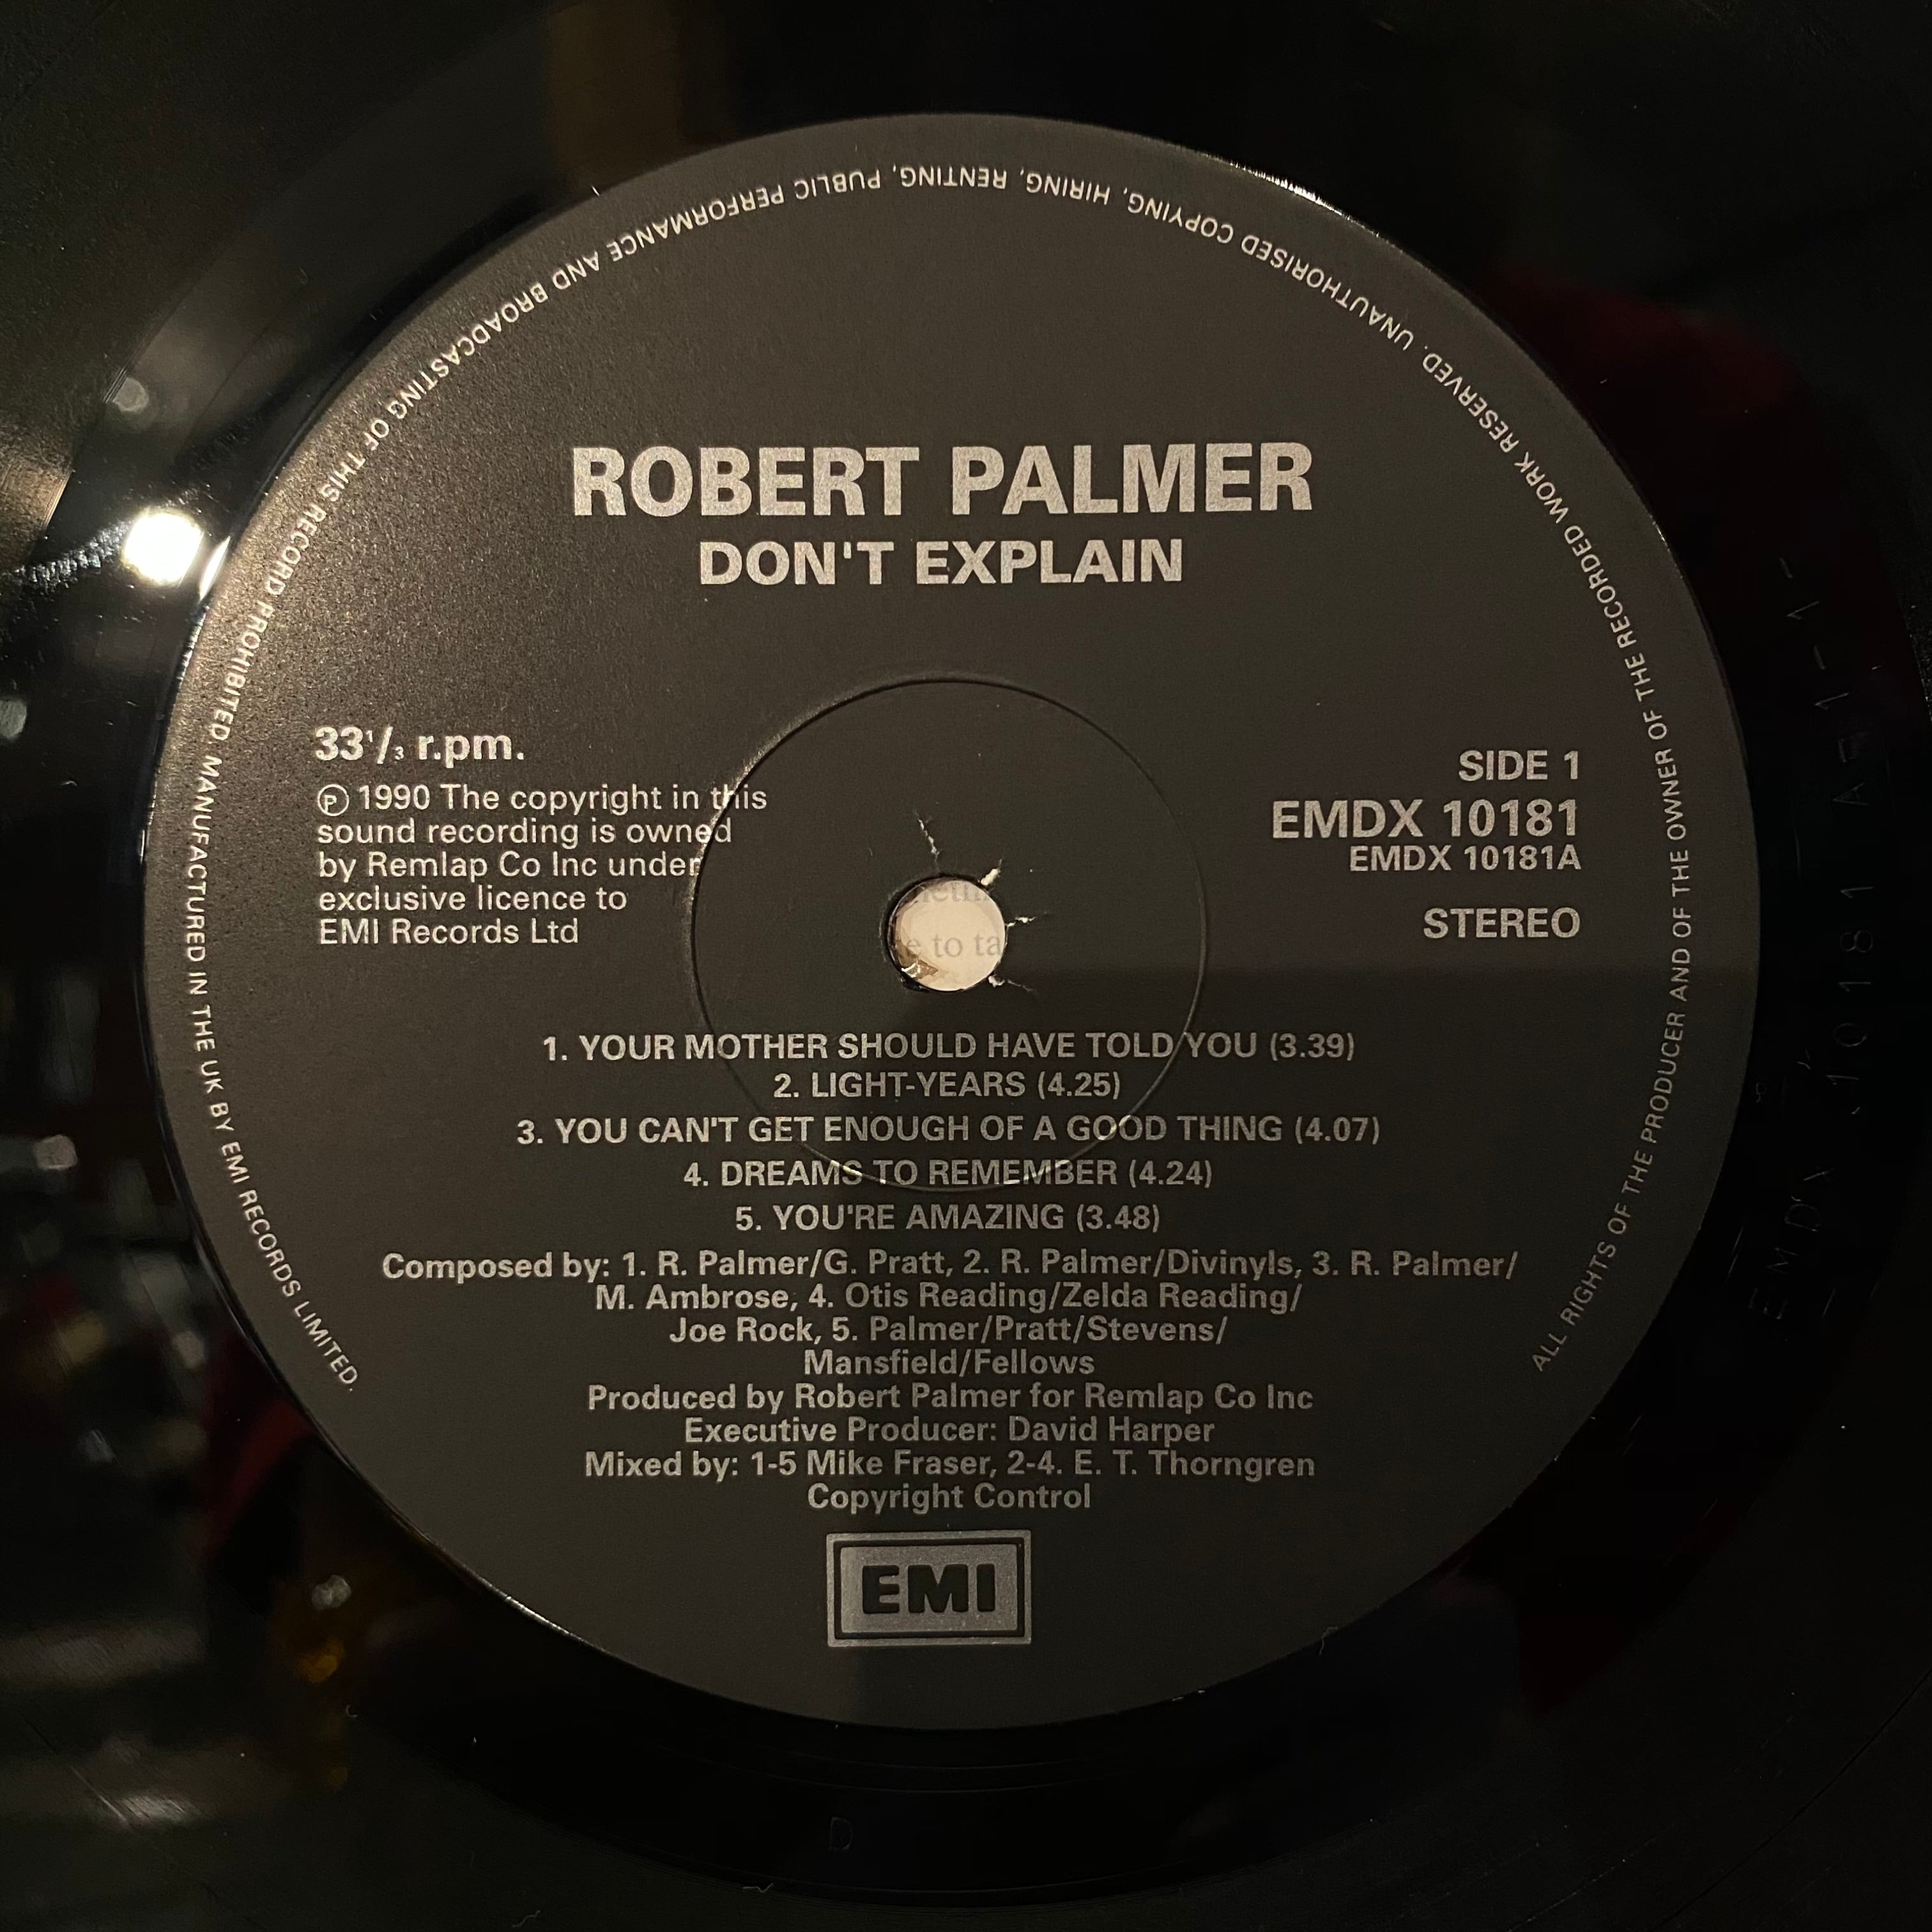 ALL RIGHTS OF THE PRODUCER AND OF THE OWNER OF THE RECORDED WORK RESERVED. UNAUTHORISED COPYING, HIRING, RENTING, PUBLIC PERFORMANCE AND BROADCASTING OF THIS RECORD PROHIBITED. MANUFACTURED IN THE UK BY EMI RECORDS LIMITED.
ROBERT PALMER
DON'T EXPLAIN
33¹/₃ r.pm.
Ⓟ 1990 The copyright in this
sound recording is owned
by Remlap Co Inc under
exclusive licence to
EMI Records Ltd
SIDE 1
EMDX 10181
EMDX 10181A
STEREO
e to ta
1. YOUR MOTHER SHOULD HAVE TOLD YOU (3.39)
2. LIGHT-YEARS (4.25)
3. YOU CAN'T GET ENOUGH OF A GOOD THING (4.07)
4. DREAMS TO REMEMBER (4.24)
5. YOU'RE AMAZING (3.48)
Composed by: 1. R. Palmer/G. Pratt, 2. R. Palmer/Divinyls, 3. R. Palmer/
M. Ambrose, 4. Otis Reading/Zelda Reading/
Joe Rock, 5. Palmer/Pratt/Stevens/
Mansfield/Fellows
Produced by Robert Palmer for Remlap Co Inc
Executive Producer: David Harper
Mixed by: 1-5 Mike Fraser, 2-4. E. T. Thorngren
Copyright Control
EMI
EMDX 10181 A-1-1-
D